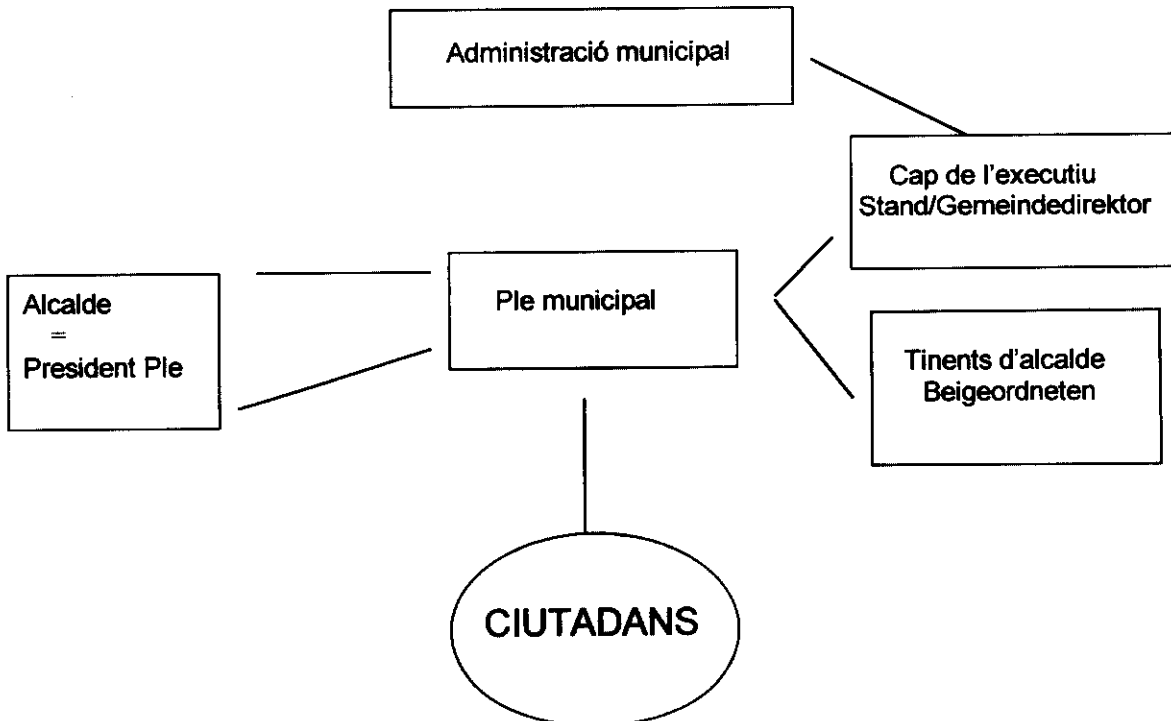 Administració municipal
Cap de l'executiu
Stand/Gemeindedirektor
Alcalde
=
President Ple
Ple municipal
Tinents d'alcalde
Beigeordneten
CIUTADANS